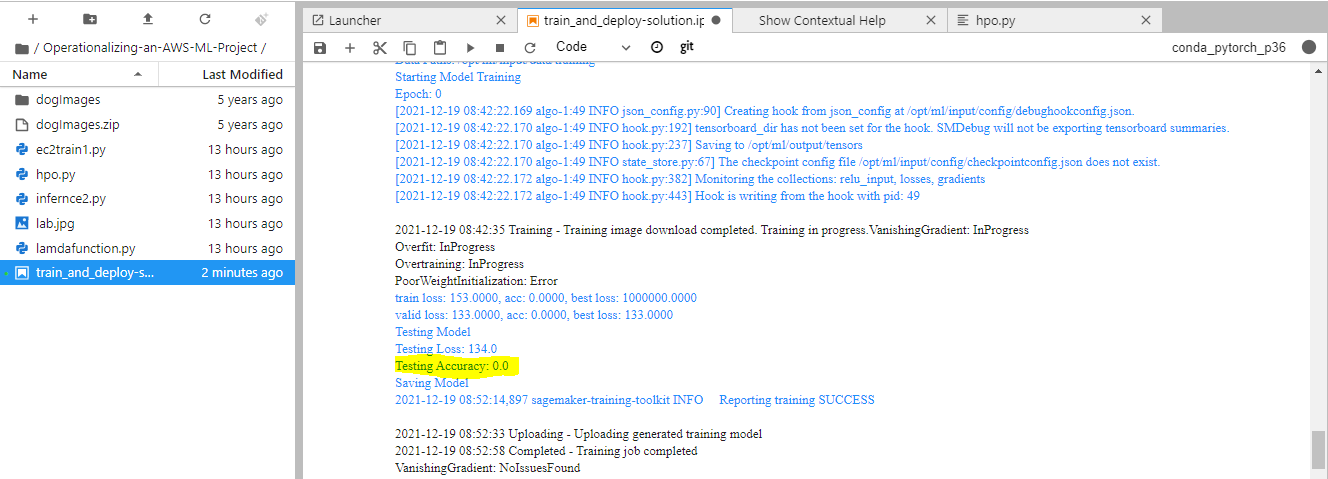 Launcher
train_and_deploy-solution.ip
Show Contextual Help
hpo.py
/ Operationalizing-an-AWS-ML-Project /
Code
git
conda_pytorch_p36
Name
Last Modified
dogImages
5 years ago
dogImages.zip
5 years ago
ec2train1.py
13 hours ago
hpo.py
13 hours ago
infernce2.py
13 hours ago
lab.jpg
13 hours ago
lamdafunction.py
13 hours ago
train_and_deploy-s...
2 minutes ago
Data Paths: /opt/ml/input/data/training
Starting Model Training
Epoch: 0
[2021-12-19 08:42:22.169 algo-1:49 INFO json_config.py:90] Creating hook from json_config at /opt/ml/input/config/debughookconfig.json.
[2021-12-19 08:42:22.170 algo-1:49 INFO hook.py:192] tensorboard_dir has not been set for the hook. SMDebug will not be exporting tensorboard summaries.
[2021-12-19 08:42:22.170 algo-1:49 INFO hook.py:237] Saving to /opt/ml/output/tensors
[2021-12-19 08:42:22.170 algo-1:49 INFO state_store.py:67] The checkpoint config file /opt/ml/input/config/checkpointconfig.json does not exist.
[2021-12-19 08:42:22.172 algo-1:49 INFO hook.py:382] Monitoring the collections: relu_input, losses, gradients
[2021-12-19 08:42:22.172 algo-1:49 INFO hook.py:443] Hook is writing from the hook with pid: 49
2021-12-19 08:42:35 Training - Training image download completed. Training in progress.VanishingGradient: InProgress
Overfit: InProgress
Overtraining: InProgress
PoorWeightInitialization: Error
train loss: 153.0000, acc: 0.0000, best loss: 1000000.0000
valid loss: 133.0000, acc: 0.0000, best loss: 133.0000
Testing Model
Testing Loss: 134.0
Testing Accuracy: 0.0
Saving Model
2021-12-19 08:52:14,897 sagemaker-training-toolkit INFO     Reporting training SUCCESS
2021-12-19 08:52:33 Uploading - Uploading generated training model
2021-12-19 08:52:58 Completed - Training job completed
VanishingGradient: NoIssuesFound